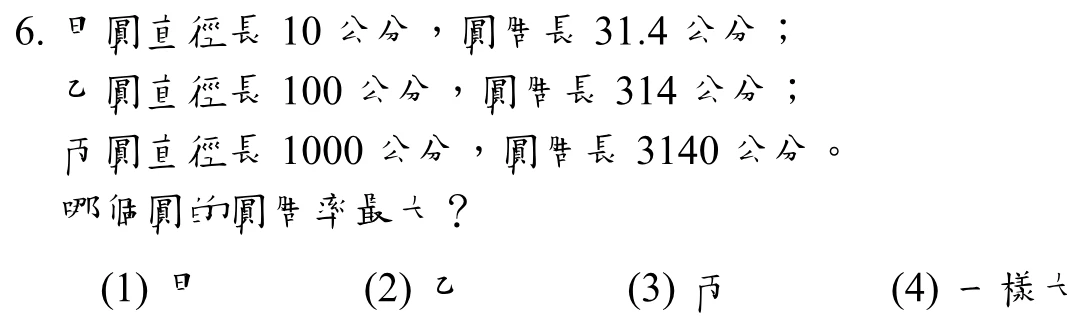 6. 甲圓直徑長 10 公分，圓周長 31.4 公分；
乙圓直徑長 100 公分，圓周長 314 公分；
丙圓直徑長 1000 公分，圓周長 3140 公分。
哪個圓的圓周率最大？
(1) 甲 (2) 乙 (3) 丙 (4) 一樣大